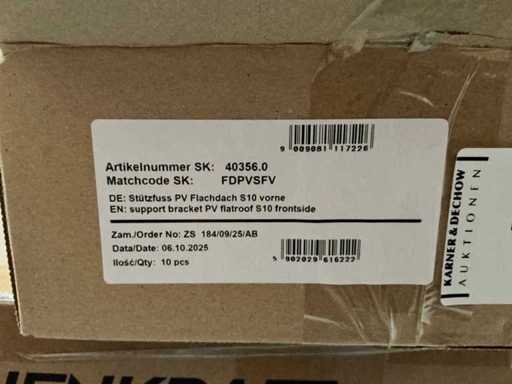 9 009081 117226
Artikelnummer SK: 40356.0
Matchcode SK: FDPVSFV
DE: Stützfuss PV Flachdach S10 vorne
EN: support bracket PV flatroof S10 frontside
Zam./Order No: ZS 184/09/25/AB
Data/Date: 06.10.2025
Ilość/Qty: 10 pcs
5 902029 616222
KARNER & DECHOW
AUKTIONEN